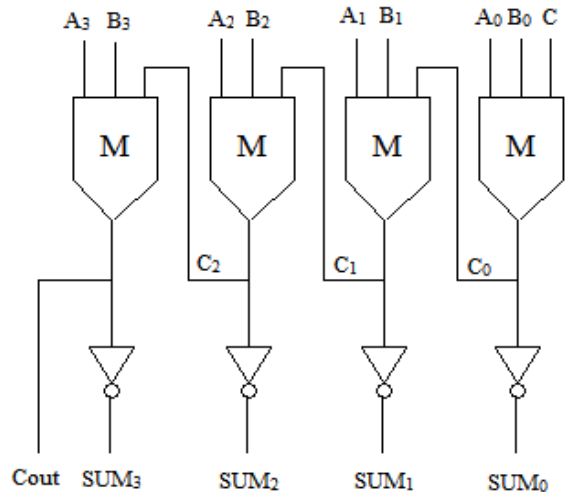 A₃ B₃ A₂ B₂ A₁ B₁ A₀ B₀ C
M M M M
C₂ C₁ C₀
Cout SUM₃ SUM₂ SUM₁ SUM₀